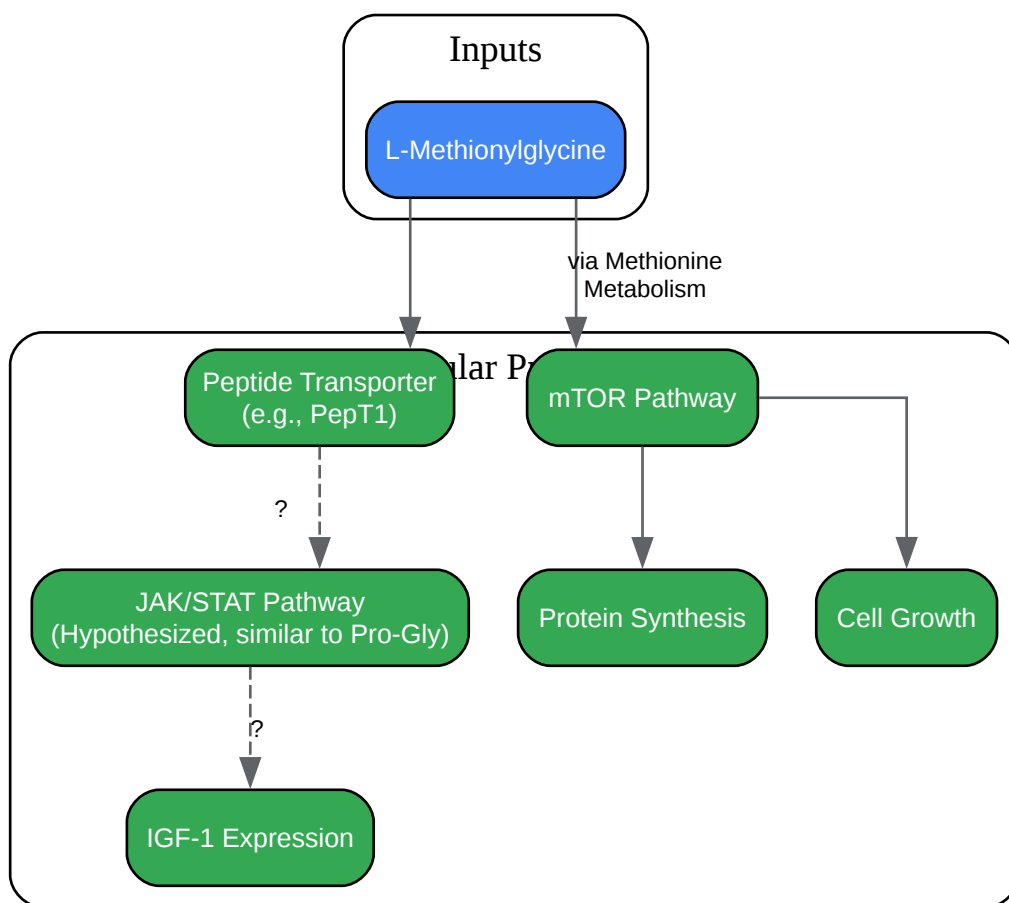 Inputs
L-Methionylglycine
via Methionine
Metabolism
Peptide Transporter
(e.g., PepT1)
mTOR Pathway
?
JAK/STAT Pathway
(Hypothesized, similar to Pro-Gly)
Protein Synthesis
Cell Growth
?
IGF-1 Expression